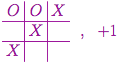 O O X
X
X , +1